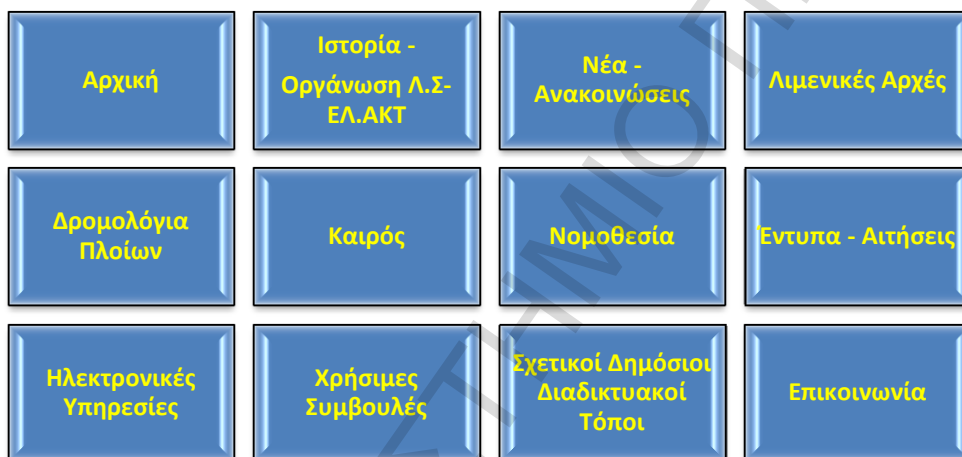 Αρχική
Ιστορία -
Οργάνωση Λ.Σ-
ΕΛ.ΑΚΤ
Νέα -
Ανακοινώσεις
Λιμενικές Αρχές
Δρομολόγια
Πλοίων
Καιρός
Νομοθεσία
Έντυπα - Αιτήσεις
Ηλεκτρονικές
Υπηρεσίες
Χρήσιμες
Συμβουλές
Σχετικοί Δημόσιοι
Διαδικτυακοί
Τόποι
Επικοινωνία